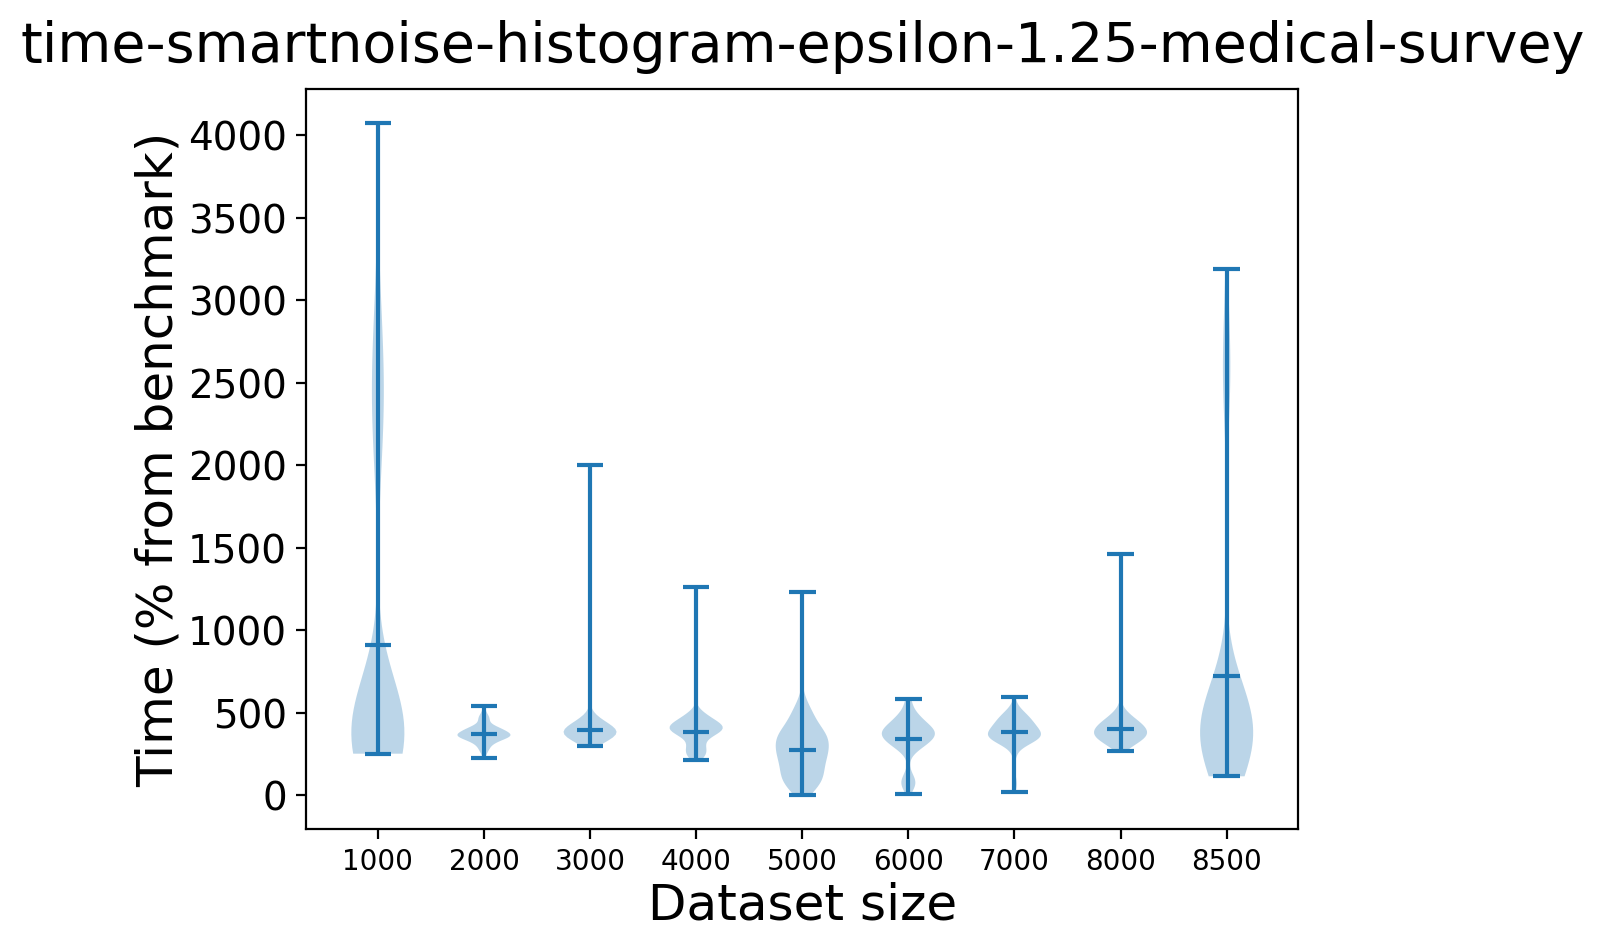 time-smartnoise-histogram-epsilon-1.25-medical-survey
Time (% from benchmark)
4000
3500
3000
2500
2000
1500
1000
500
0
1000 2000 3000 4000 5000 6000 7000 8000 8500
Dataset size